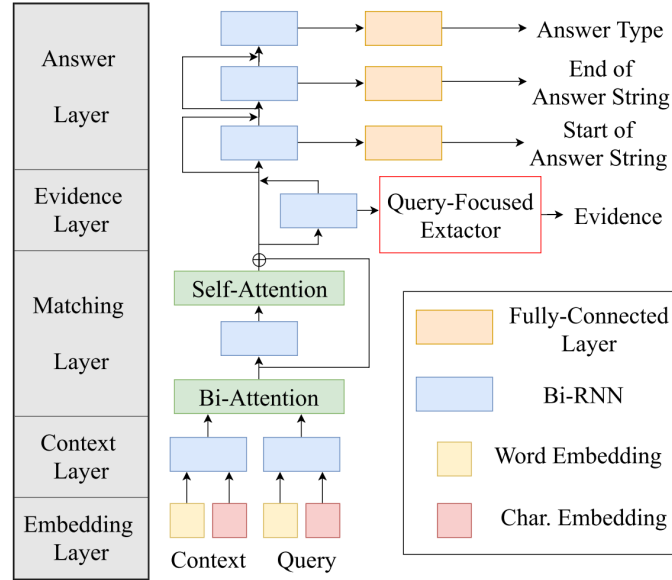 Answer
Layer
Evidence
Layer
Matching
Layer
Context
Layer
Embedding
Layer
Answer Type
End of
Answer String
Start of
Answer String
Query-Focused
Extactor
Evidence
Self-Attention
Bi-Attention
Context
Query
Fully-Connected
Layer
Bi-RNN
Word Embedding
Char. Embedding